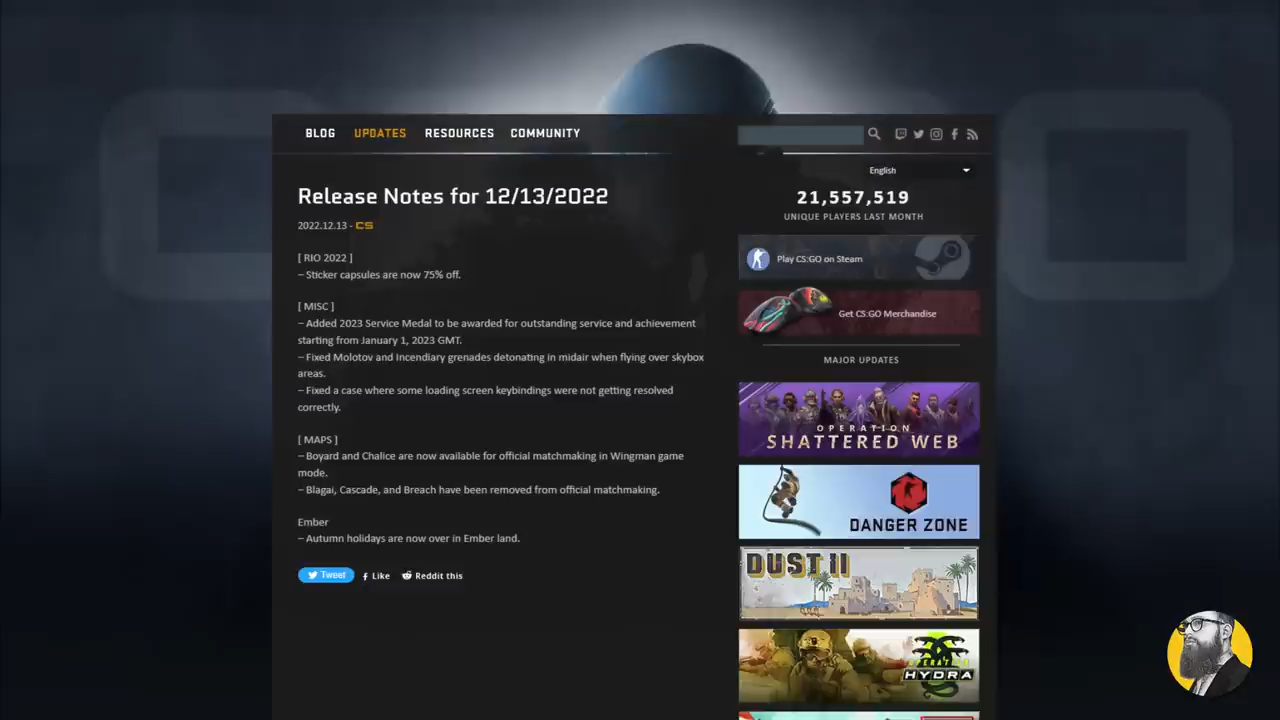 BLOG UPDATES RESOURCES COMMUNITY
English
Release Notes for 12/13/2022
2022.12.13 - CS
[ RIO 2022 ]
– Sticker capsules are now 75% off.
[ MISC ]
– Added 2023 Service Medal to be awarded for outstanding service and achievement
starting from January 1, 2023 GMT.
– Fixed Molotov and Incendiary grenades detonating in midair when flying over skybox
areas.
– Fixed a case where some loading screen keybindings were not getting resolved
correctly.
[ MAPS ]
– Boyard and Chalice are now available for official matchmaking in Wingman game
mode.
– Blagai, Cascade, and Breach have been removed from official matchmaking.
Ember
– Autumn holidays are now over in Ember land.
Tweet Like Reddit this
21,557,519
UNIQUE PLAYERS LAST MONTH
Play CS:GO on Steam
Get CS:GO Merchandise
MAJOR UPDATES
OPERATION
SHATTERED WEB
DANGER ZONE
DUST II
OPERATION
HYDRA